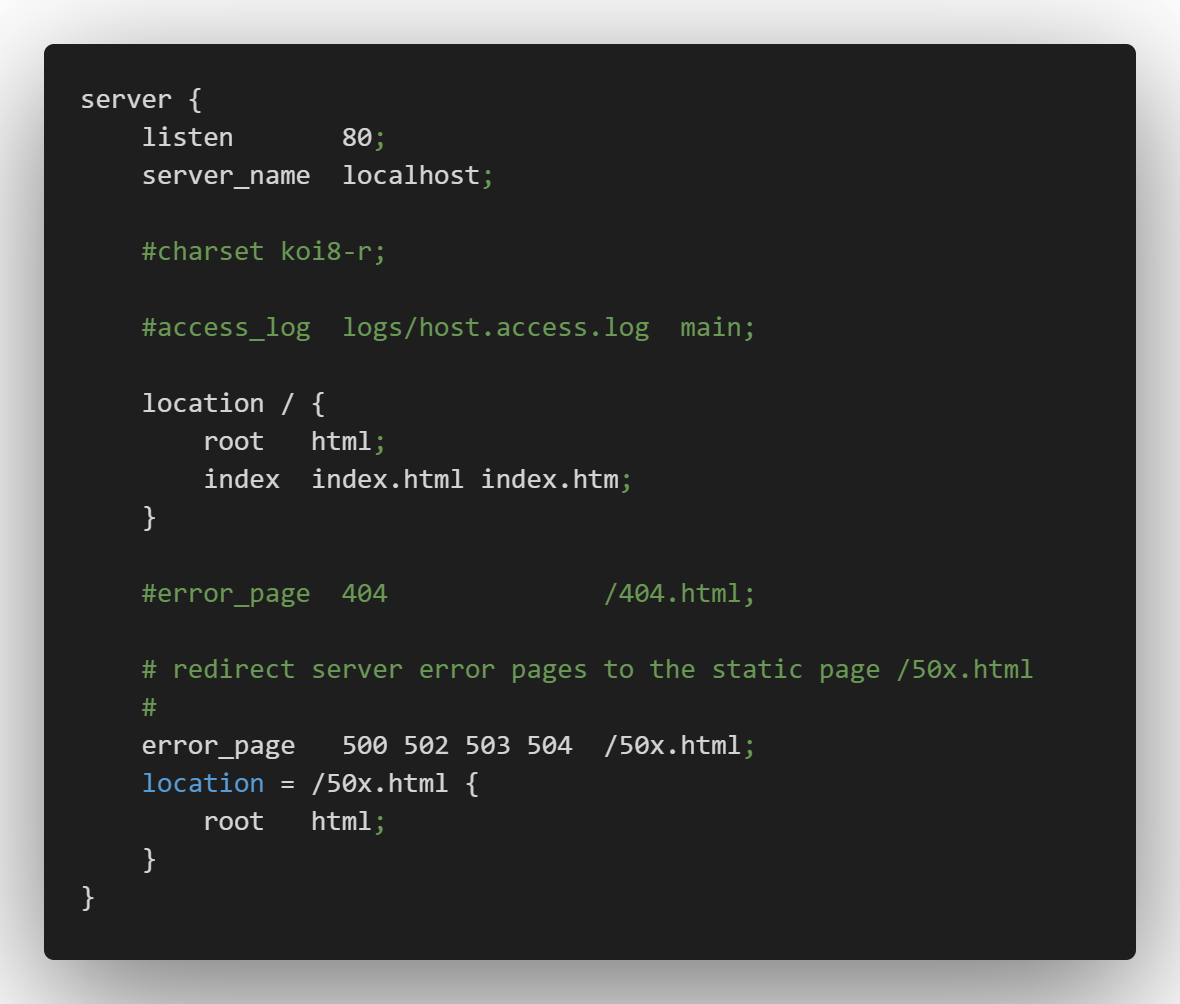 server {
    listen       80;
    server_name  localhost;

    #charset koi8-r;

    #access_log  logs/host.access.log  main;

    location / {
        root   html;
        index  index.html index.htm;
    }

    #error_page  404              /404.html;

    # redirect server error pages to the static page /50x.html
    #
    error_page   500 502 503 504  /50x.html;
    location = /50x.html {
        root   html;
    }
}